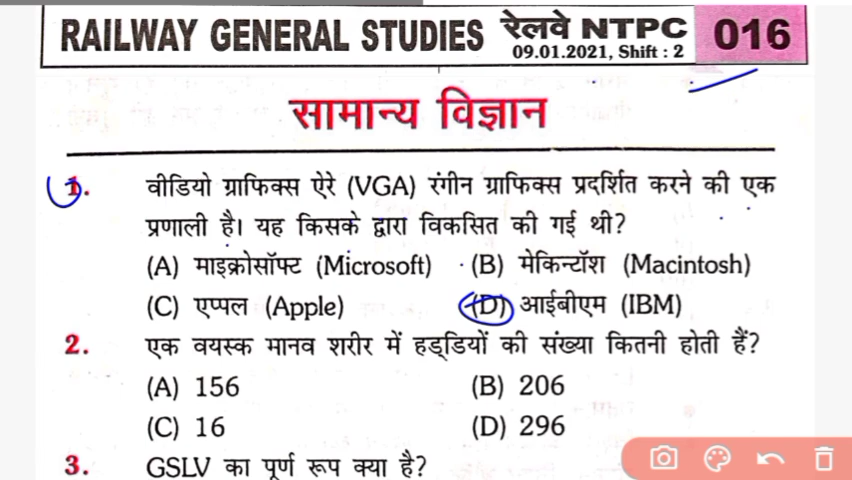 RAILWAY GENERAL STUDIES रेलवे NTPC 016
09.01.2021, Shift : 2
सामान्य विज्ञान
1. वीडियो ग्राफिक्स ऐरे (VGA) रंगीन ग्राफिक्स प्रदर्शित करने की एक
प्रणाली है। यह किसके द्वारा विकसित की गई थी?
(A) माइक्रोसॉफ्ट (Microsoft) (B) मेकिन्टॉश (Macintosh)
(C) एप्पल (Apple) (D) आईबीएम (IBM)
2. एक वयस्क मानव शरीर में हड्डियों की संख्या कितनी होती हैं?
(A) 156 (B) 206
(C) 16 (D) 296
3. GSLV का पूर्ण रूप क्या है?